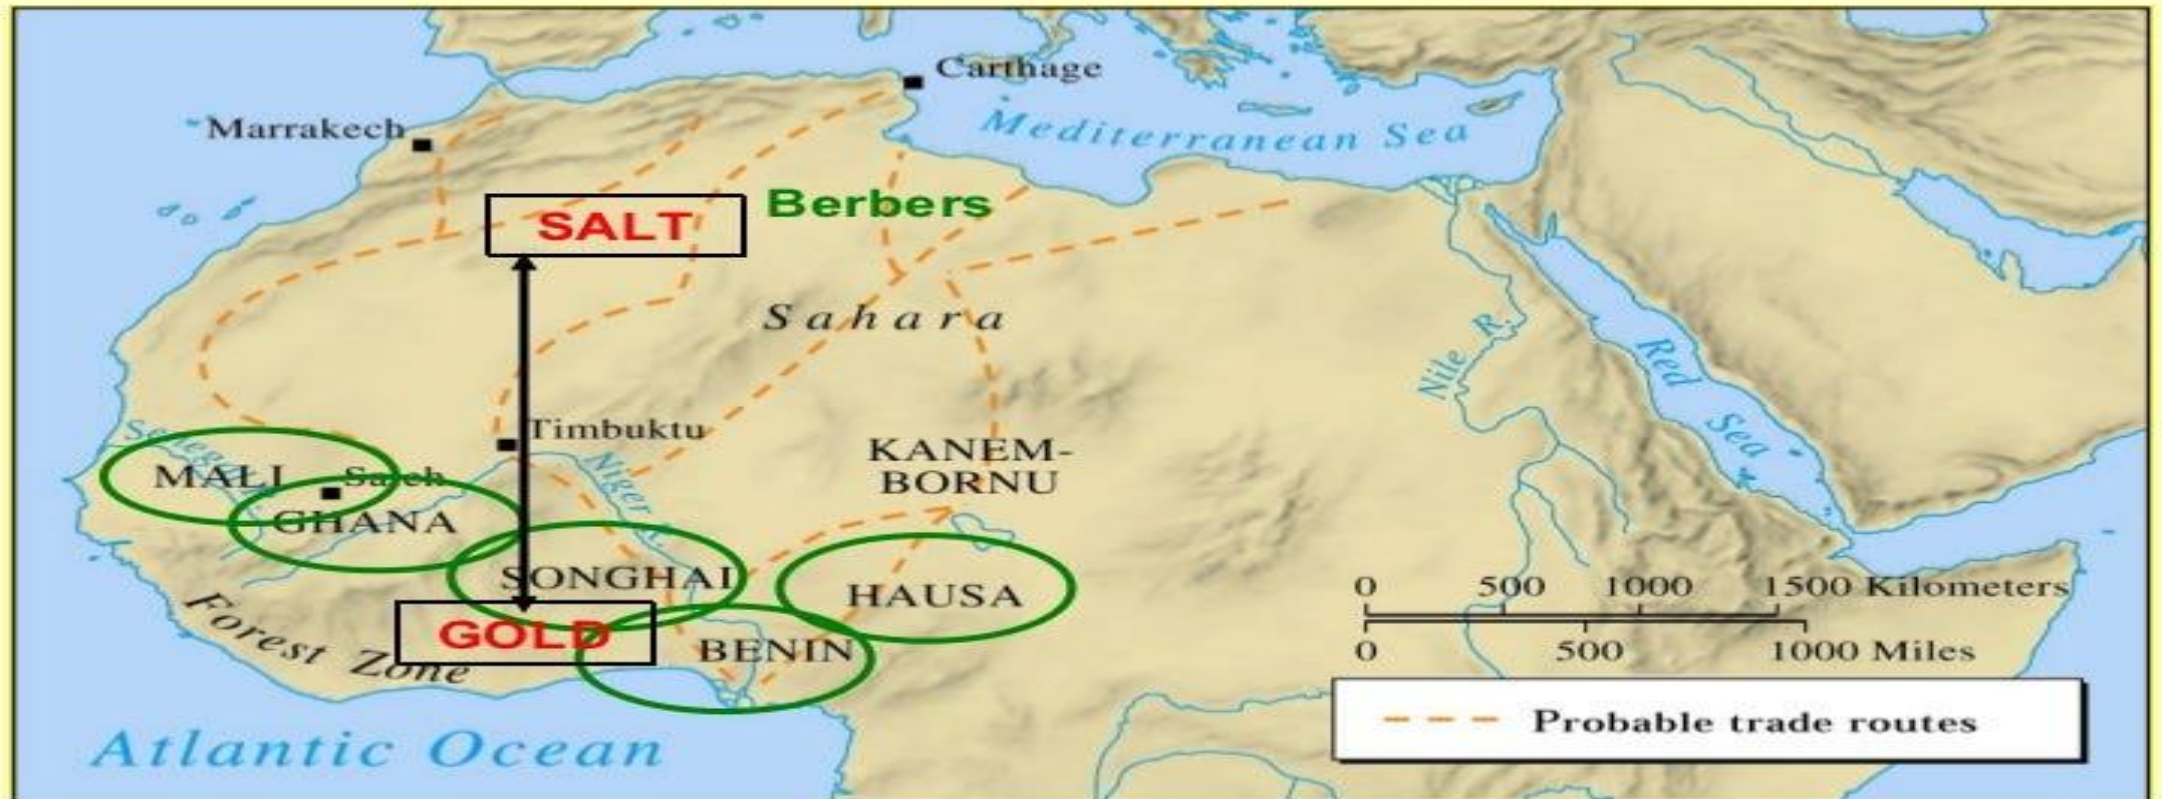 Carthage
Marrakech
Mediterranean Sea
Berbers
SALT
Sahara
Nile R.
Red Sea
Timbuktu
Senegal
MALI
Niger R.
KANEM-
BORNU
GHANA
SONGHAI
HAUSA
GOLD
BENIN
Forest Zone
0 500 1000 1500 Kilometers
0 500 1000 Miles
Probable trade routes
Atlantic Ocean